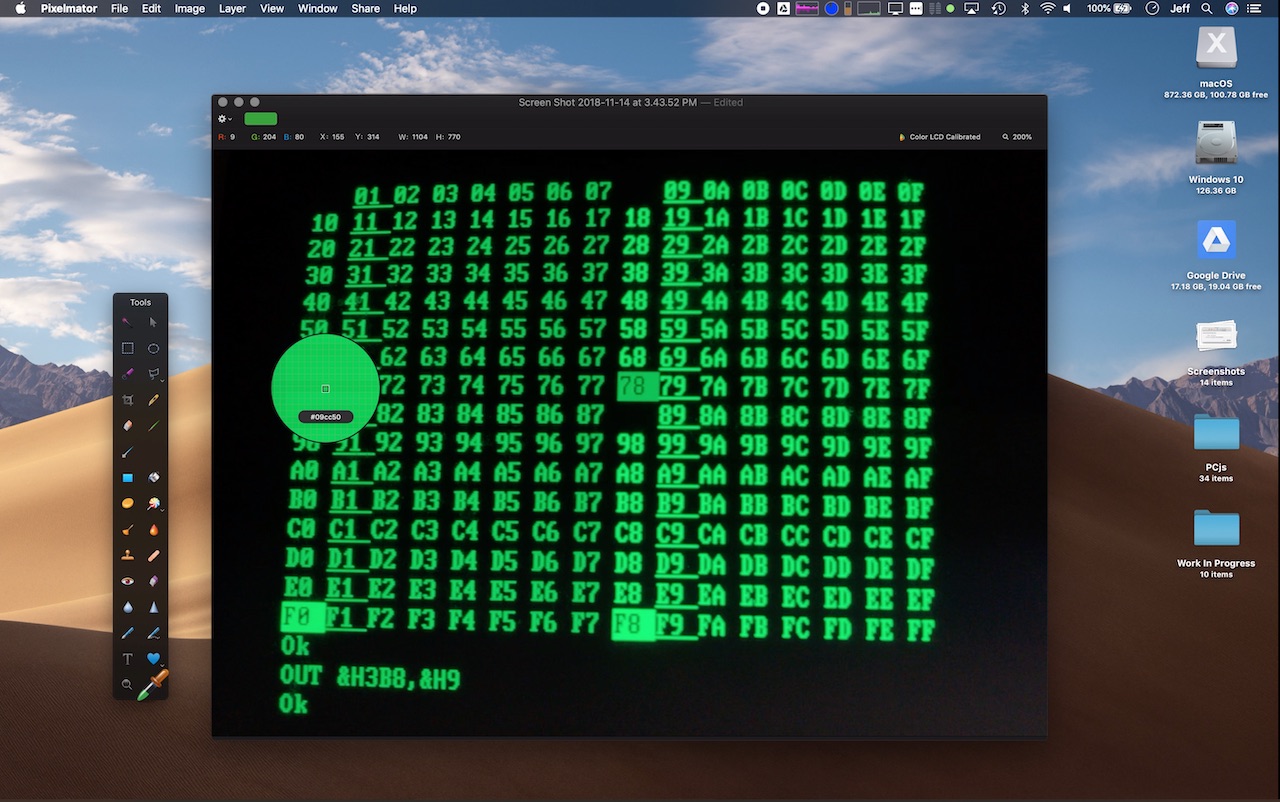 Pixelmator File Edit Image Layer View Window Share Help 100% Jeff
Screen Shot 2018-11-14 at 3.43.52 PM — Edited
R: 9 G: 204 B: 80 X: 155 Y: 314 W: 1104 H: 770 Color LCD Calibrated 200%
01 02 03 04 05 06 07 09 0A 0B 0C 0D 0E 0F
10 11 12 13 14 15 16 17 18 19 1A 1B 1C 1D 1E 1F
20 21 22 23 24 25 26 27 28 29 2A 2B 2C 2D 2E 2F
30 31 32 33 34 35 36 37 38 39 3A 3B 3C 3D 3E 3F
40 41 42 43 44 45 46 47 48 49 4A 4B 4C 4D 4E 4F
50 51 52 53 54 55 56 57 58 59 5A 5B 5C 5D 5E 5F
62 63 64 65 66 67 68 69 6A 6B 6C 6D 6E 6F
72 73 74 75 76 77 78 79 7A 7B 7C 7D 7E 7F
#09cc50
82 83 84 85 86 87 89 8A 8B 8C 8D 8E 8F
90 91 92 93 94 95 96 97 98 99 9A 9B 9C 9D 9E 9F
A0 A1 A2 A3 A4 A5 A6 A7 A8 A9 AA AB AC AD AE AF
B0 B1 B2 B3 B4 B5 B6 B7 B8 B9 BA BB BC BD BE BF
C0 C1 C2 C3 C4 C5 C6 C7 C8 C9 CA CB CC CD CE CF
D0 D1 D2 D3 D4 D5 D6 D7 D8 D9 DA DB DC DD DE DF
E0 E1 E2 E3 E4 E5 E6 E7 E8 E9 EA EB EC ED EE EF
F0 F1 F2 F3 F4 F5 F6 F7 F8 F9 FA FB FC FD FE FF
Ok
OUT &H3B8,&H9
Ok
Tools
T
macOS
872.36 GB, 100.78 GB free
Windows 10
126.36 GB
Google Drive
17.18 GB, 19.04 GB free
Screenshots
14 items
PCjs
34 items
Work In Progress
10 items